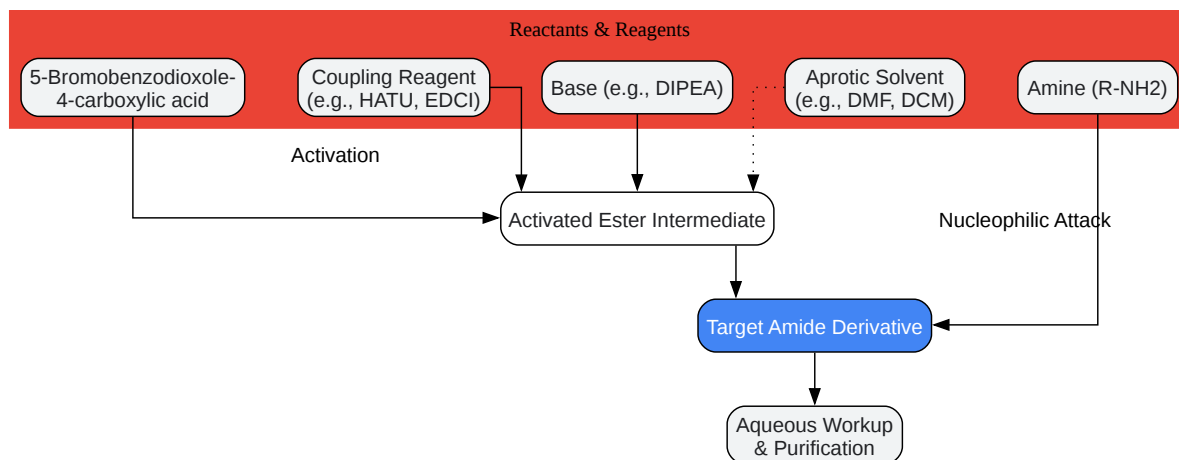 Reactants & Reagents
5-Bromobenzodioxole-
4-carboxylic acid
Coupling Reagent
(e.g., HATU, EDCI)
Base (e.g., DIPEA)
Aprotic Solvent
(e.g., DMF, DCM)
Amine (R-NH2)
Activation
Activated Ester Intermediate
Nucleophilic Attack
Target Amide Derivative
Aqueous Workup
& Purification